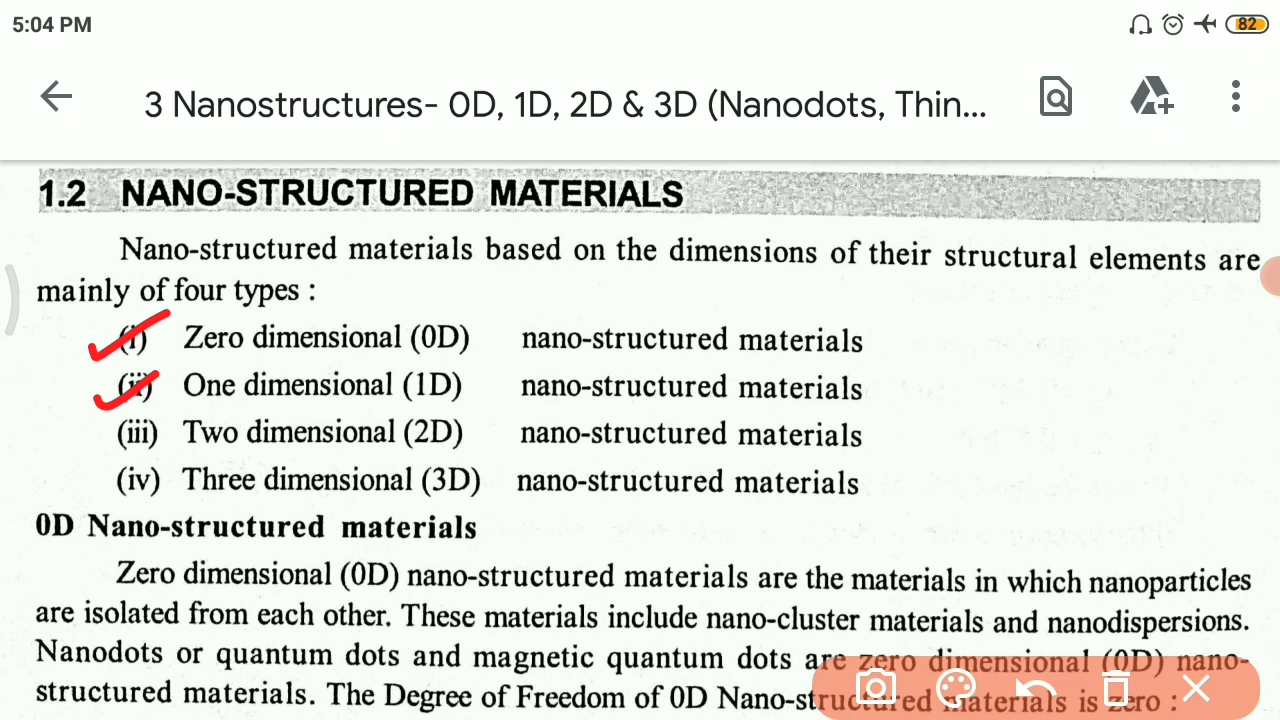 5:04 PM
82
3 Nanostructures- 0D, 1D, 2D & 3D (Nanodots, Thin...
1.2 NANO-STRUCTURED MATERIALS
Nano-structured materials based on the dimensions of their structural elements are
mainly of four types :
(i) Zero dimensional (0D) nano-structured materials
(ii) One dimensional (1D) nano-structured materials
(iii) Two dimensional (2D) nano-structured materials
(iv) Three dimensional (3D) nano-structured materials
0D Nano-structured materials
Zero dimensional (0D) nano-structured materials are the materials in which nanoparticles
are isolated from each other. These materials include nano-cluster materials and nanodispersions.
Nanodots or quantum dots and magnetic quantum dots are zero dimensional (0D) nano-
structured materials. The Degree of Freedom of 0D Nano-structured materials is zero :